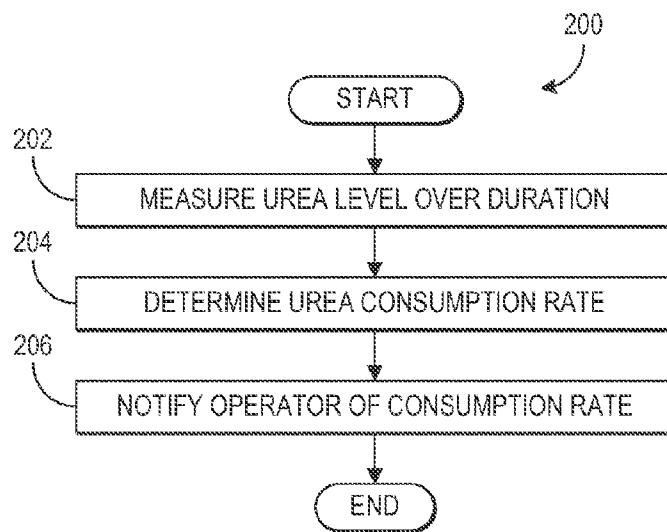 200
START
202
MEASURE UREA LEVEL OVER DURATION
204
DETERMINE UREA CONSUMPTION RATE
206
NOTIFY OPERATOR OF CONSUMPTION RATE
END